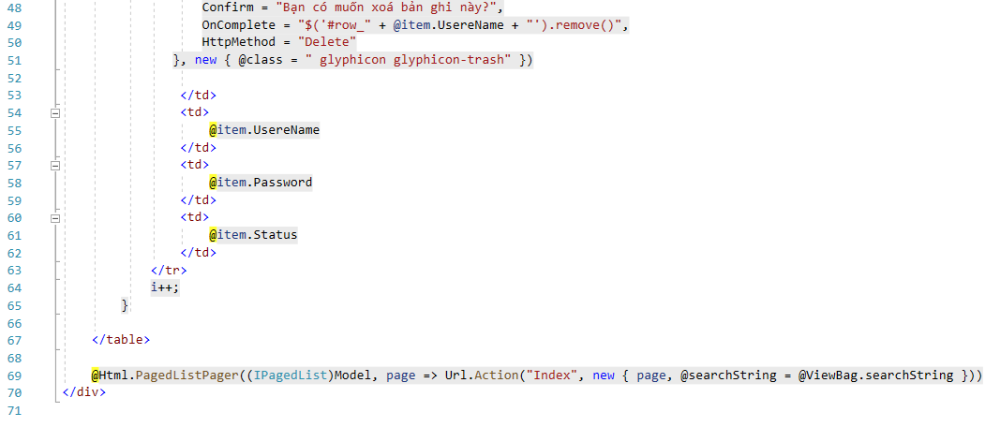 48 Confirm = "Bạn có muốn xoá bản ghi này?",
49 OnComplete = "$('#row_" + @item.UsereName + "').remove()",
50 HttpMethod = "Delete"
51 }, new { @class = " glyphicon glyphicon-trash" })
52
53 </td>
54 <td>
55 @item.UsereName
56 </td>
57 <td>
58 @item.Password
59 </td>
60 <td>
61 @item.Status
62 </td>
63 </tr>
64 i++;
65 }
66
67 </table>
68
69 @Html.PagedListPager((IPagedList)Model, page => Url.Action("Index", new { page, @searchString = @ViewBag.searchString }))
70 </div>
71